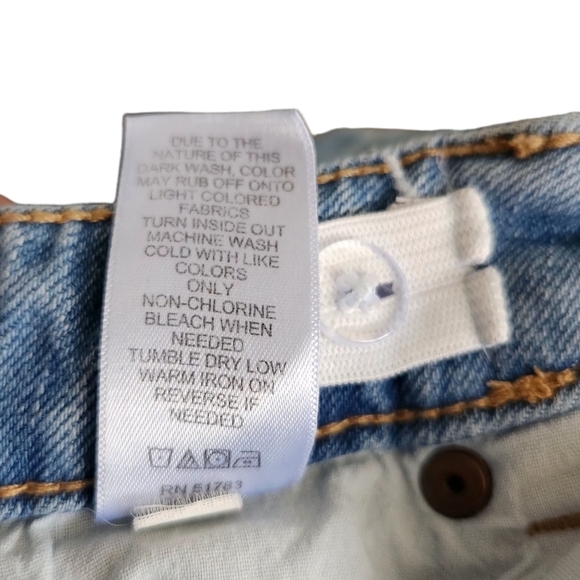 DUE TO THE
NATURE OF THIS
DARK WASH, COLOR
MAY RUB OFF ONTO
LIGHT COLORED
FABRICS
TURN INSIDE OUT
MACHINE WASH
COLD WITH LIKE
COLORS
ONLY
NON-CHLORINE
BLEACH WHEN
NEEDED
TUMBLE DRY LOW
WARM IRON ON
REVERSE IF
NEEDED
RN 51783